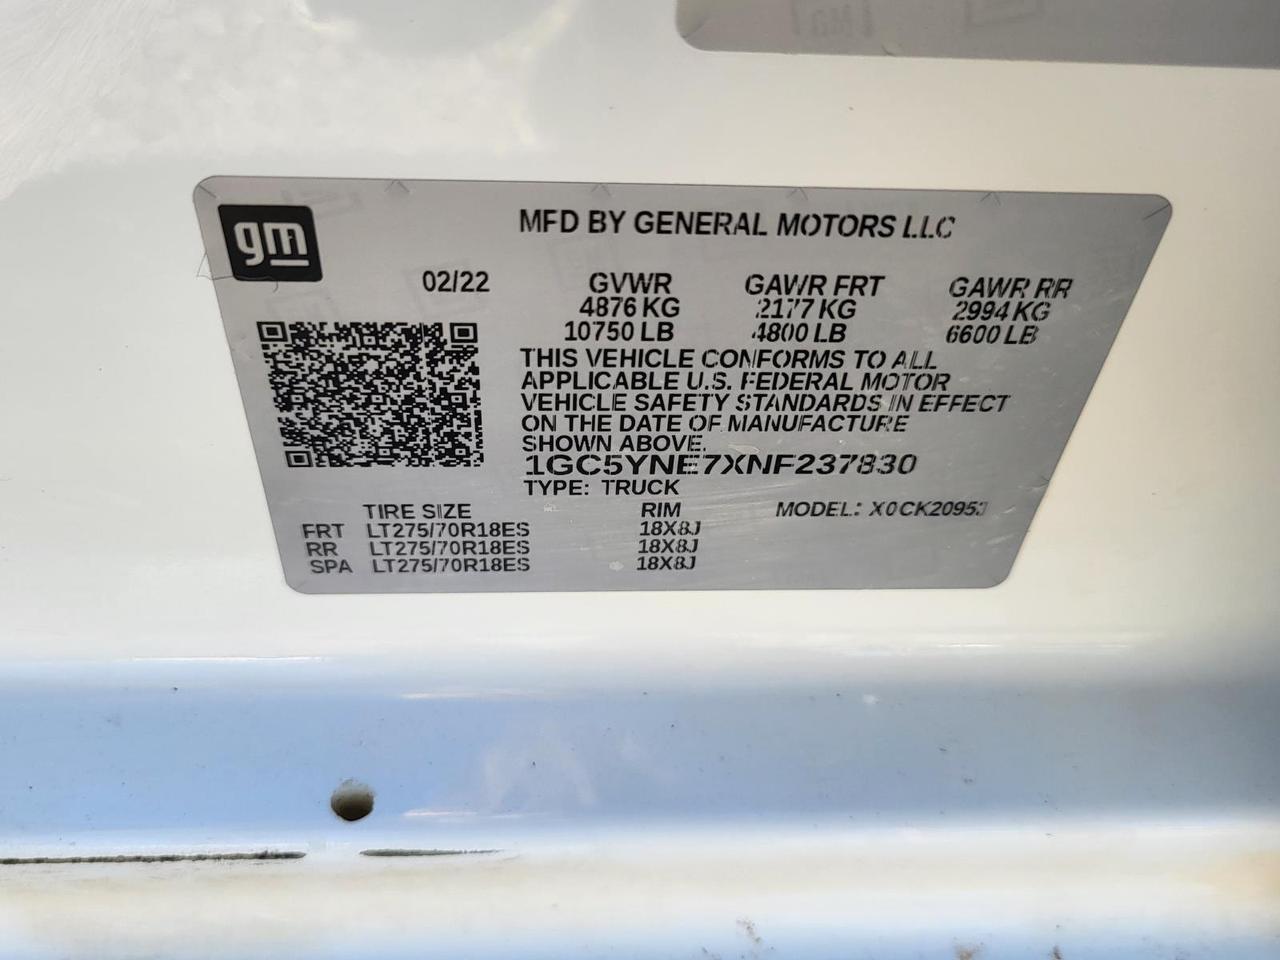 gm
MFD BY GENERAL MOTORS LLC
02/22 GVWR GAWR FRT GAWR RR
4876 KG 2177 KG 2994 KG
10750 LB 4800 LB 6600 LB
THIS VEHICLE CONFORMS TO ALL
APPLICABLE U.S. FEDERAL MOTOR
VEHICLE SAFETY STANDARDS IN EFFECT
ON THE DATE OF MANUFACTURE
SHOWN ABOVE.
1GC5YNE7XNF237830
TYPE: TRUCK
TIRE SIZE RIM MODEL:
FRT LT275/70R18ES 18X8J
RR LT275/70R18ES 18X8J
SPA LT275/70R18ES 18X8J